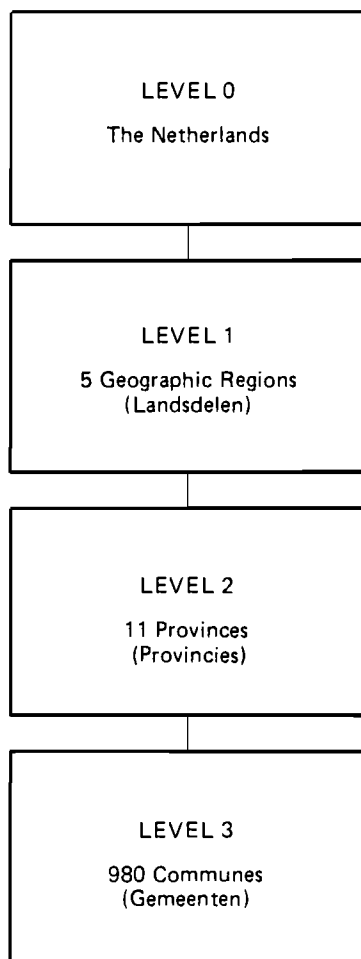 LEVEL 0
The Netherlands
LEVEL 1
5 Geographic Regions
(Landsdelen)
LEVEL 2
11 Provinces
(Provincies)
LEVEL 3
980 Communes
(Gemeenten)